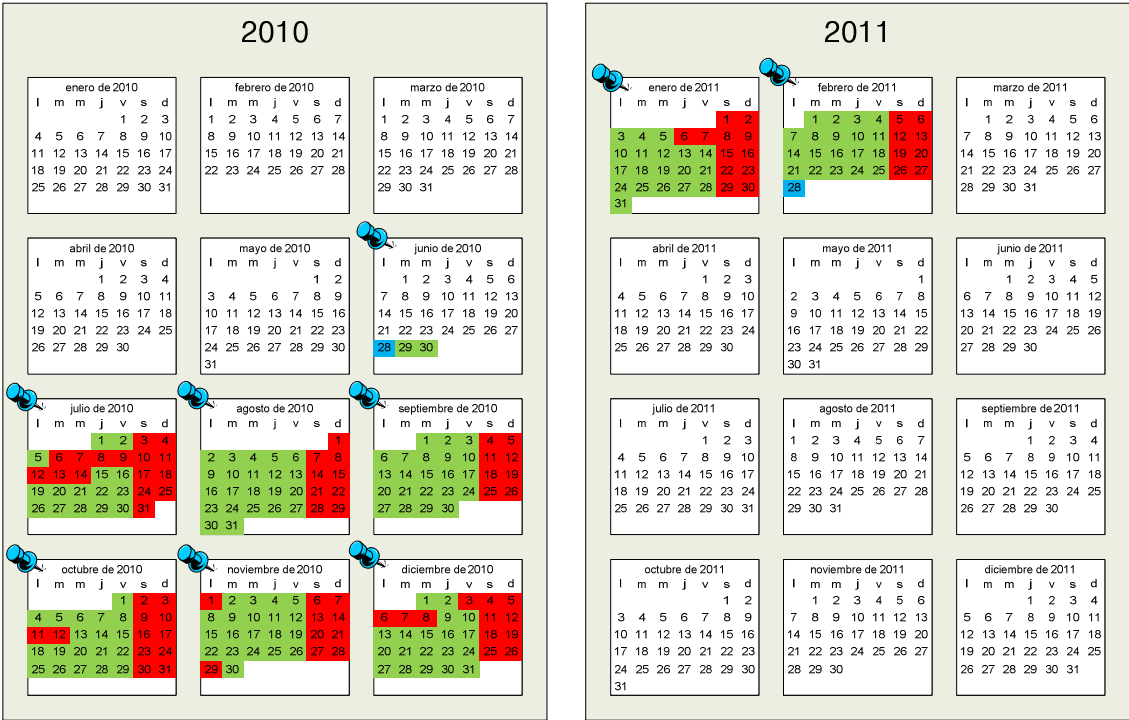 2010
enero de 2010
l m m j v s d
1 2 3
4 5 6 7 8 9 10
11 12 13 14 15 16 17
18 19 20 21 22 23 24
25 26 27 28 29 30 31
febrero de 2010
l m m j v s d
1 2 3 4 5 6 7
8 9 10 11 12 13 14
15 16 17 18 19 20 21
22 23 24 25 26 27 28
marzo de 2010
l m m j v s d
1 2 3 4 5 6 7
8 9 10 11 12 13 14
15 16 17 18 19 20 21
22 23 24 25 26 27 28
29 30 31
abril de 2010
l m m j v s d
1 2 3 4
5 6 7 8 9 10 11
12 13 14 15 16 17 18
19 20 21 22 23 24 25
26 27 28 29 30
mayo de 2010
l m m j v s d
1 2
3 4 5 6 7 8 9
10 11 12 13 14 15 16
17 18 19 20 21 22 23
24 25 26 27 28 29 30
31
junio de 2010
l m m j v s d
1 2 3 4 5 6
7 8 9 10 11 12 13
14 15 16 17 18 19 20
21 22 23 24 25 26 27
28 29 30
julio de 2010
l m m j v s d
1 2 3 4
5 6 7 8 9 10 11
12 13 14 15 16 17 18
19 20 21 22 23 24 25
26 27 28 29 30 31
agosto de 2010
l m m j v s d
1
2 3 4 5 6 7 8
9 10 11 12 13 14 15
16 17 18 19 20 21 22
23 24 25 26 27 28 29
30 31
septiembre de 2010
l m m j v s d
1 2 3 4 5
6 7 8 9 10 11 12
13 14 15 16 17 18 19
20 21 22 23 24 25 26
27 28 29 30
octubre de 2010
l m m j v s d
1 2 3
4 5 6 7 8 9 10
11 12 13 14 15 16 17
18 19 20 21 22 23 24
25 26 27 28 29 30 31
noviembre de 2010
l m m j v s d
1 2 3 4 5 6 7
8 9 10 11 12 13 14
15 16 17 18 19 20 21
22 23 24 25 26 27 28
29 30
diciembre de 2010
l m m j v s d
1 2 3 4 5
6 7 8 9 10 11 12
13 14 15 16 17 18 19
20 21 22 23 24 25 26
27 28 29 30 31
2011
enero de 2011
l m m j v s d
1 2
3 4 5 6 7 8 9
10 11 12 13 14 15 16
17 18 19 20 21 22 23
24 25 26 27 28 29 30
31
febrero de 2011
l m m j v s d
1 2 3 4 5 6
7 8 9 10 11 12 13
14 15 16 17 18 19 20
21 22 23 24 25 26 27
28
marzo de 2011
l m m j v s d
1 2 3 4 5 6
7 8 9 10 11 12 13
14 15 16 17 18 19 20
21 22 23 24 25 26 27
28 29 30 31
abril de 2011
l m m j v s d
1 2 3
4 5 6 7 8 9 10
11 12 13 14 15 16 17
18 19 20 21 22 23 24
25 26 27 28 29 30
mayo de 2011
l m m j v s d
1
2 3 4 5 6 7 8
9 10 11 12 13 14 15
16 17 18 19 20 21 22
23 24 25 26 27 28 29
30 31
junio de 2011
l m m j v s d
1 2 3 4 5
6 7 8 9 10 11 12
13 14 15 16 17 18 19
20 21 22 23 24 25 26
27 28 29 30
julio de 2011
l m m j v s d
1 2 3
4 5 6 7 8 9 10
11 12 13 14 15 16 17
18 19 20 21 22 23 24
25 26 27 28 29 30 31
agosto de 2011
l m m j v s d
1 2 3 4 5 6 7
8 9 10 11 12 13 14
15 16 17 18 19 20 21
22 23 24 25 26 27 28
29 30 31
septiembre de 2011
l m m j v s d
1 2 3 4
5 6 7 8 9 10 11
12 13 14 15 16 17 18
19 20 21 22 23 24 25
26 27 28 29 30
octubre de 2011
l m m j v s d
1 2
3 4 5 6 7 8 9
10 11 12 13 14 15 16
17 18 19 20 21 22 23
24 25 26 27 28 29 30
31
noviembre de 2011
l m m j v s d
1 2 3 4 5 6
7 8 9 10 11 12 13
14 15 16 17 18 19 20
21 22 23 24 25 26 27
28 29 30
diciembre de 2011
l m m j v s d
1 2 3 4
5 6 7 8 9 10 11
12 13 14 15 16 17 18
19 20 21 22 23 24 25
26 27 28 29 30 31